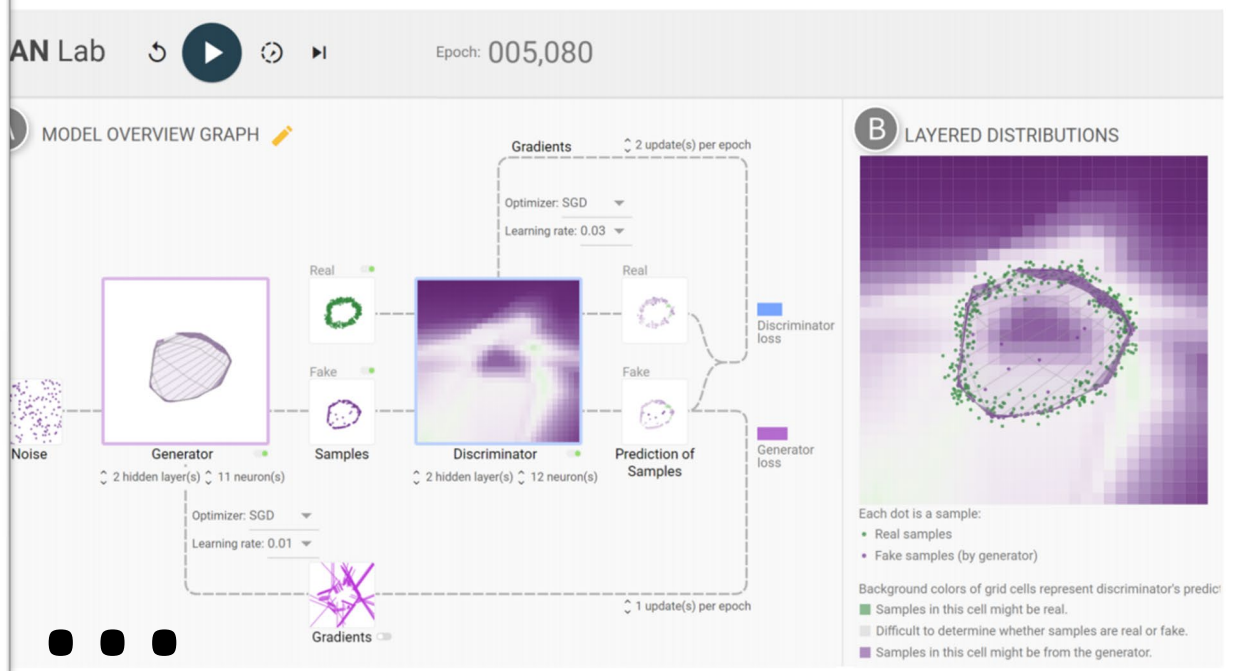 AN Lab
Epoch: 005,080
MODEL OVERVIEW GRAPH
Gradients
2 update(s) per epoch
Optimizer: SGD
Learning rate: 0.03
Real
Real
Discriminator
loss
Fake
Fake
Generator
loss
Noise
Generator
Samples
Discriminator
Prediction of
Samples
2 hidden layer(s) 11 neuron(s)
2 hidden layer(s) 12 neuron(s)
Optimizer: SGD
Learning rate: 0.01
Gradients
1 update(s) per epoch
B
LAYERED DISTRIBUTIONS
Each dot is a sample:
Real samples
Fake samples (by generator)
Background colors of grid cells represent discriminator's predict
Samples in this cell might be real.
Difficult to determine whether samples are real or fake.
Samples in this cell might be from the generator.